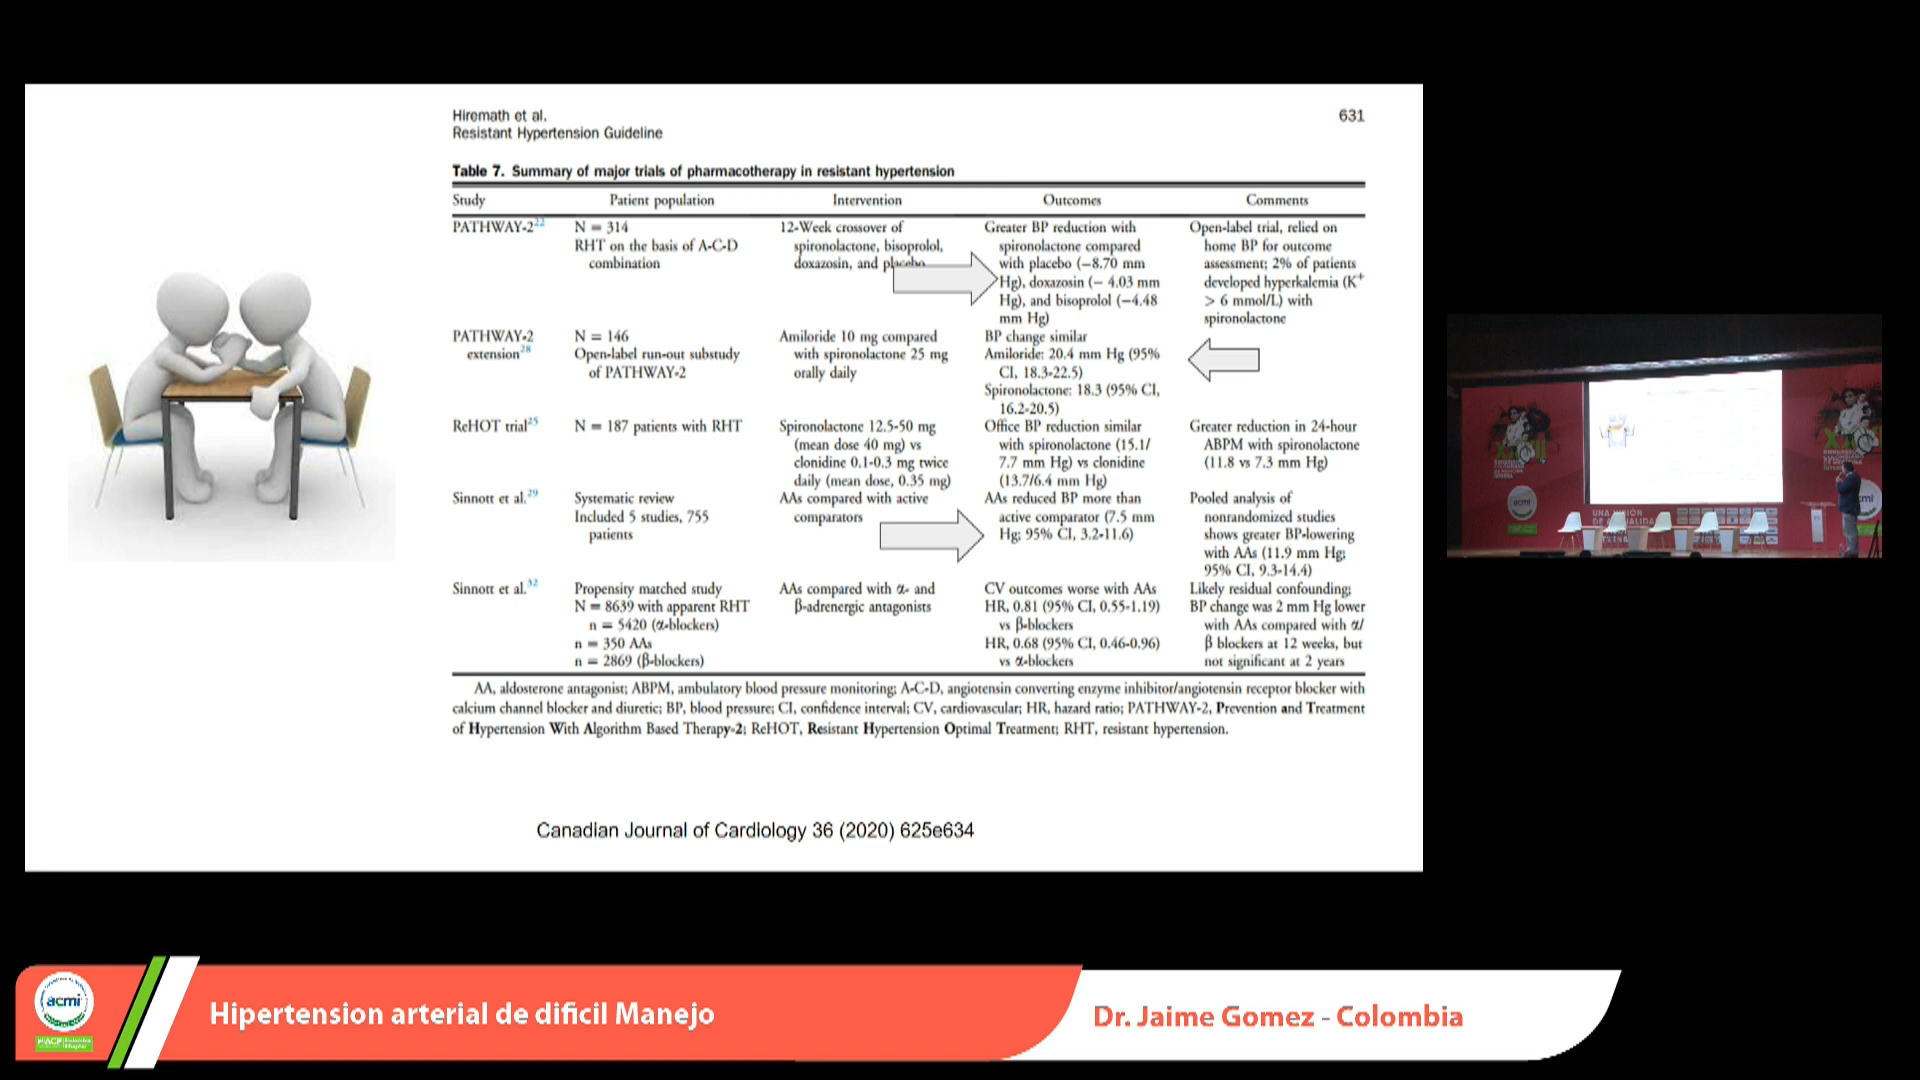 Hiremath et al.
Resistant Hypertension Guideline
631
Table 7. Summary of major trials of pharmacotherapy in resistant hypertension
Study Patient population Intervention Outcomes Comments
PATHWAY-2²² N = 314 12-Week crossover of Greater BP reduction with Open-label trial, relied on
RHT on the basis of A-C-D spironolactone, bisoprolol, spironolactone compared home BP for outcome
combination doxazosin, and placebo with placebo (−8.70 mm assessment; 2% of patients
Hg), doxazosin (− 4.03 mm developed hyperkalemia (K⁺
Hg), and bisoprolol (−4.48 > 6 mmol/L) with
mm Hg) spironolactone
PATHWAY-2 N = 146 Amiloride 10 mg compared BP change similar
extension²⁸ Open-label run-out substudy with spironolactone 25 mg Amiloride: 20.4 mm Hg (95%
of PATHWAY-2 orally daily CI, 18.3-22.5)
Spironolactone: 18.3 (95% CI,
16.2-20.5)
ReHOT trial²⁵ N = 187 patients with RHT Spironolactone 12.5-50 mg Office BP reduction similar Greater reduction in 24-hour
(mean dose 40 mg) vs with spironolactone (15.1/ ABPM with spironolactone
clonidine 0.1-0.3 mg twice 7.7 mm Hg) vs clonidine (11.8 vs 7.3 mm Hg)
daily (mean dose, 0.35 mg) (13.7/6.4 mm Hg)
Sinnott et al.²⁹ Systematic review AAs compared with active AAs reduced BP more than Pooled analysis of
Included 5 studies, 755 comparators active comparator (7.5 mm nonrandomized studies
patients Hg; 95% CI, 3.2-11.6) shows greater BP-lowering
with AAs (11.9 mm Hg;
95% CI, 9.3-14.4)
Sinnott et al.³² Propensity matched study AAs compared with α- and CV outcomes worse with AAs Likely residual confounding;
N = 8639 with apparent RHT β-adrenergic antagonists HR, 0.81 (95% CI, 0.55-1.19) BP change was 2 mm Hg lower
n = 5420 (α-blockers) vs β-blockers with AAs compared with α/
n = 350 AAs HR, 0.68 (95% CI, 0.46-0.96) β blockers at 12 weeks, but
n = 2869 (β-blockers) vs α-blockers not significant at 2 years
AA, aldosterone antagonist; ABPM, ambulatory blood pressure monitoring; A-C-D, angiotensin converting enzyme inhibitor/angiotensin receptor blocker with
calcium channel blocker and diuretic; BP, blood pressure; CI, confidence interval; CV, cardiovascular; HR, hazard ratio; PATHWAY-2, Prevention and Treatment
of Hypertension With Algorithm Based Therapy-2; ReHOT, Resistant Hypertension Optimal Treatment; RHT, resistant hypertension.
Canadian Journal of Cardiology 36 (2020) 625e634
acmi
UNA VISIÓN
acmi
Hipertension arterial de dificil Manejo
Dr. Jaime Gomez - Colombia